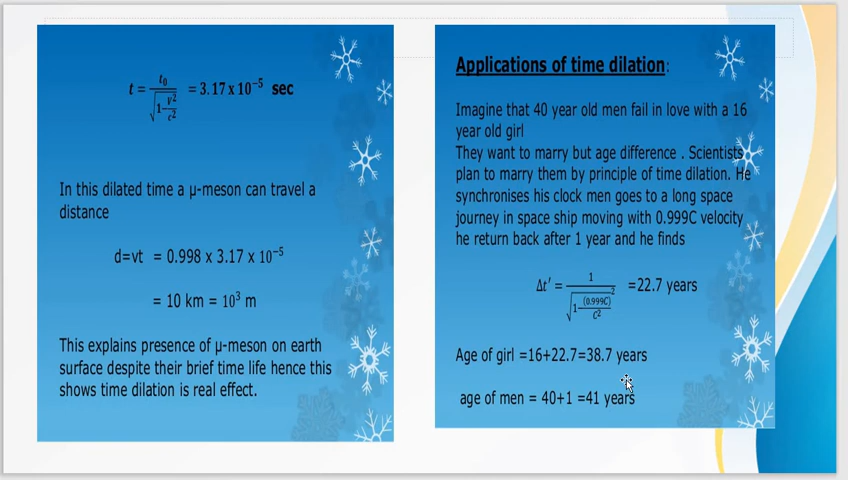 t = t₀ / √(1 - v²/c²) = 3.17 x 10⁻⁵ sec
In this dilated time a μ-meson can travel a
distance
d=vt = 0.998 x 3.17 x 10⁻⁵
= 10 km = 10³ m
This explains presence of μ-meson on earth
surface despite their brief time life hence this
shows time dilation is real effect.
Applications of time dilation:
Imagine that 40 year old men fail in love with a 16
year old girl
They want to marry but age difference . Scientists
plan to marry them by principle of time dilation. He
synchronises his clock men goes to a long space
journey in space ship moving with 0.999C velocity
he return back after 1 year and he finds
Δt′ = 1 / √(1 - (0.999C)²/C²) =22.7 years
Age of girl =16+22.7=38.7 years
age of men = 40+1 =41 years